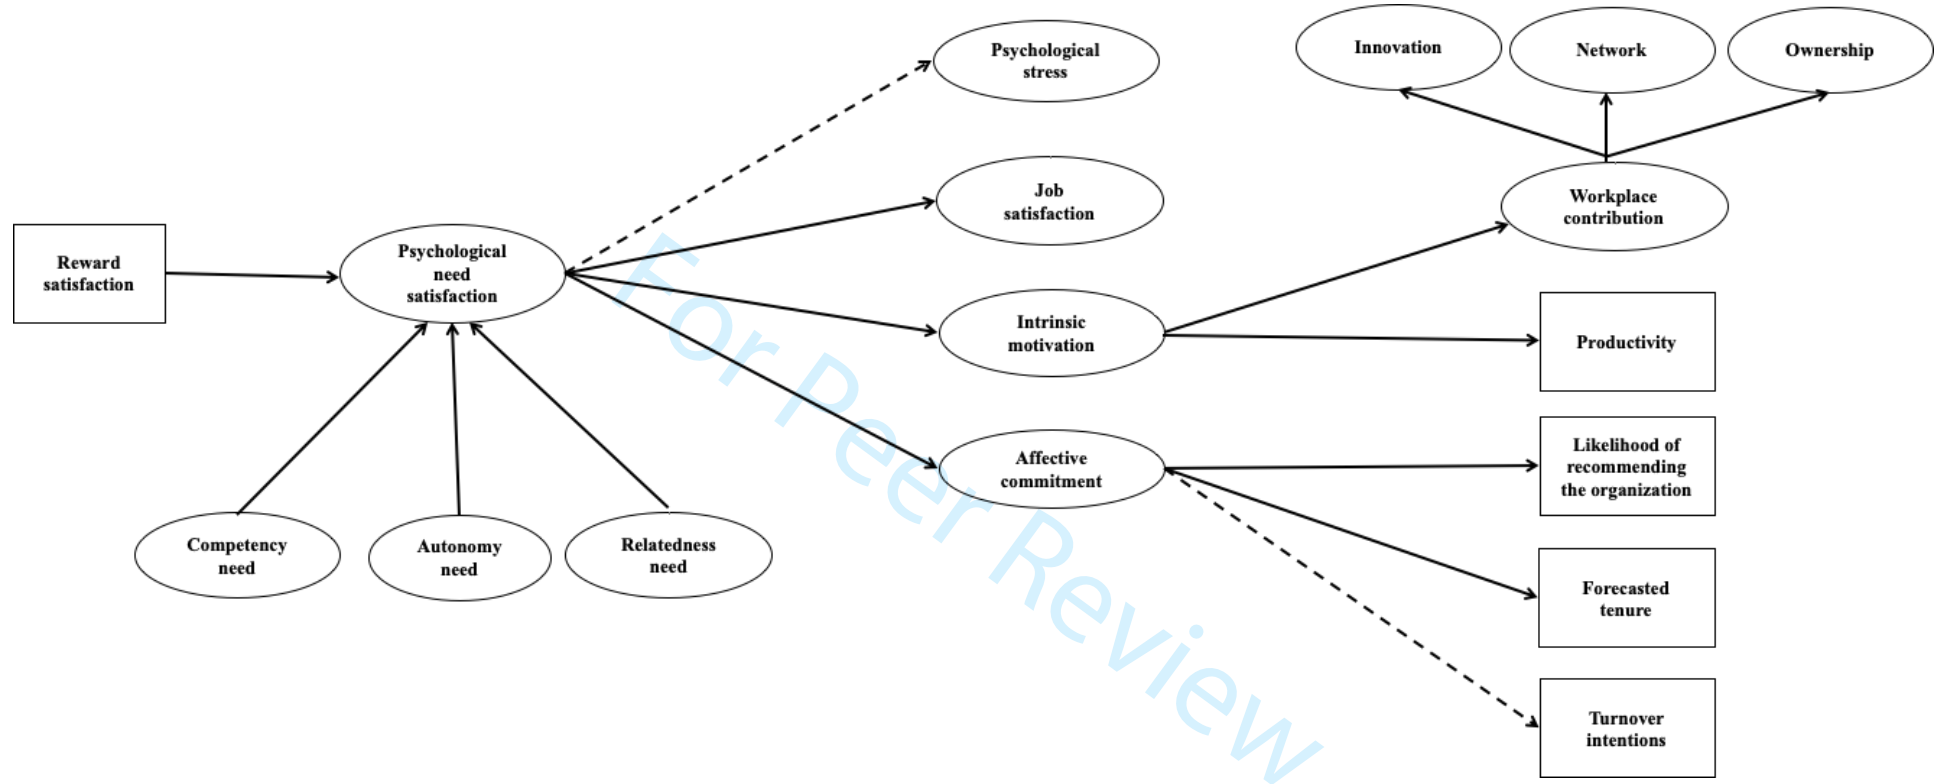 Psychological
stress
Innovation
Network
Ownership
Job
satisfaction
Workplace
contribution
Reward
satisfaction
Psychological
need
satisfaction
Intrinsic
motivation
Productivity
Affective
commitment
Likelihood of
recommending
the organization
Competency
need
Autonomy
need
Relatedness
need
Forecasted
tenure
Turnover
intentions
For Peer Review